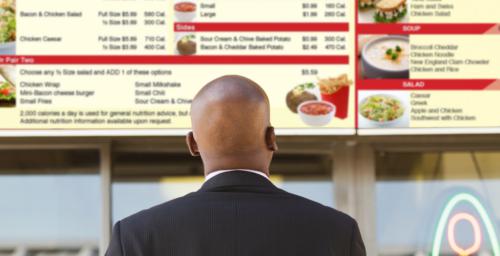 Bacon & Chicken Salad Full Size $5.89 580 Cal.
½ Size $3.89 300 Cal.
Chicken Caesar Full Size $5.89 710 Cal.
½ Size $3.89 400 Cal.
r Pair Two
Choose any ½ Size salad and ADD 1 of these options $5.59
Chicken Wrap Small Milkshake
Mini-Bacon cheese burger Small Chili
Small Fries Sour Cream & Chive
2,000 calories a day is used for general nutrition advice, but
Additional nutrition information available upon request.
Small $0.99 160 Cal.
Large $1.99 260 Cal.
Sides
Sour Cream & Chive Baked Potato $0.99 300 Cal.
Bacon & Cheddar Baked Potato $2.49 470 Cal.
Ham and Swiss
Chicken Salad
SOUP
Broccoli Cheddar
Chicken Noodle
New England Clam Chowder
Chicken and Rice
SALAD
Caesar
Greek
Apple and Chicken
Southwest with Chicken